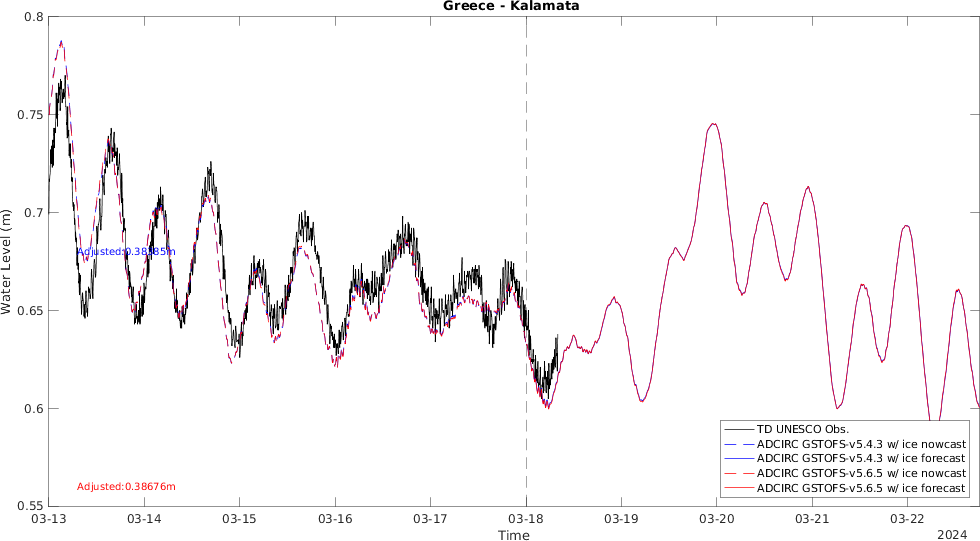 Greece - Kalamata
0.8
0.75
0.7
0.65
0.6
0.55
Water Level (m)
Adjusted:0.38385m
Adjusted:0.38676m
TD UNESCO Obs.
ADCIRC GSTOFS-v5.4.3 w/ ice nowcast
ADCIRC GSTOFS-v5.4.3 w/ ice forecast
ADCIRC GSTOFS-v5.6.5 w/ ice nowcast
ADCIRC GSTOFS-v5.6.5 w/ ice forecast
03-13 03-14 03-15 03-16 03-17 03-18 03-19 03-20 03-21 03-22
Time
2024